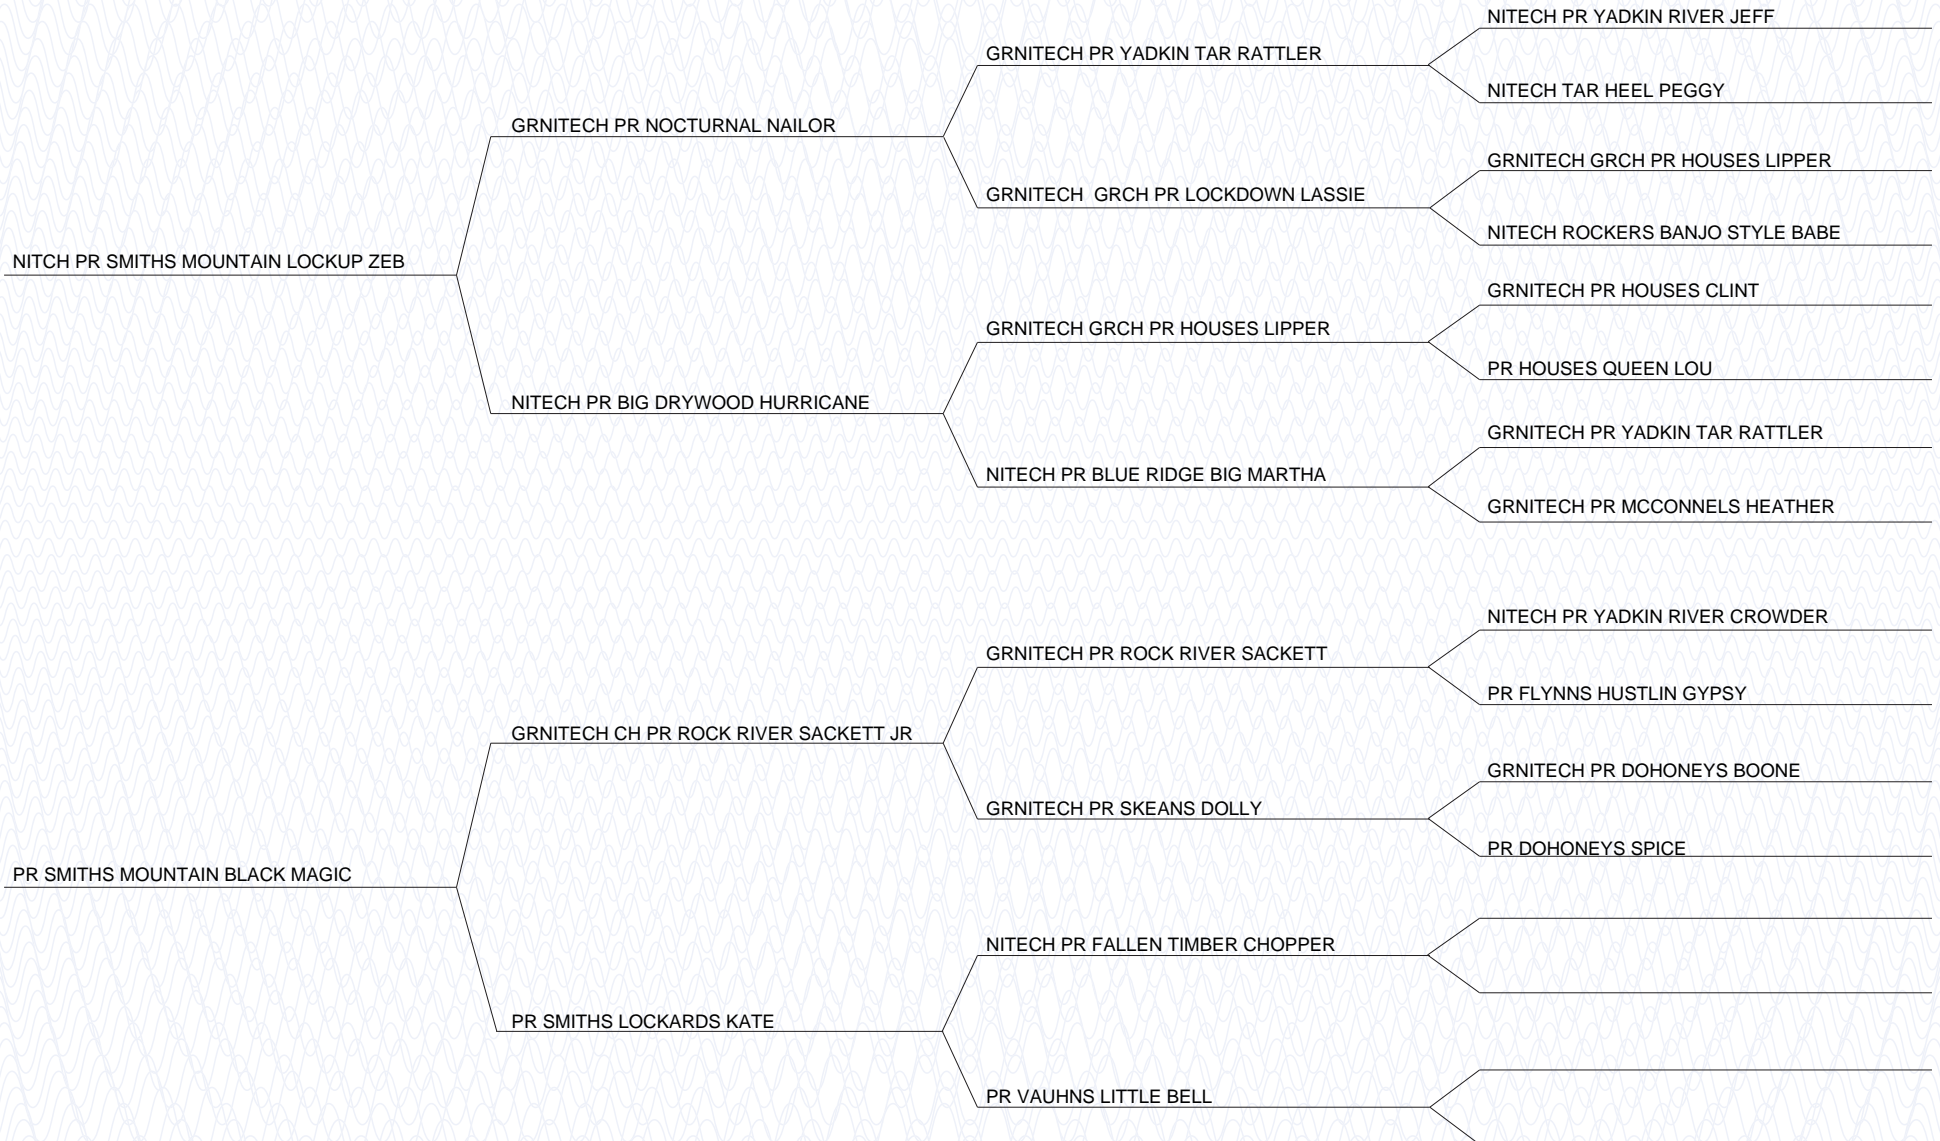 NITECH PR YADKIN RIVER JEFF
GRNITECH PR YADKIN TAR RATTLER
NITECH TAR HEEL PEGGY
GRNITECH PR NOCTURNAL NAILOR
GRNITECH GRCH PR HOUSES LIPPER
GRNITECH  GRCH PR LOCKDOWN LASSIE
NITECH ROCKERS BANJO STYLE BABE
NITCH PR SMITHS MOUNTAIN LOCKUP ZEB
GRNITECH PR HOUSES CLINT
GRNITECH GRCH PR HOUSES LIPPER
PR HOUSES QUEEN LOU
NITECH PR BIG DRYWOOD HURRICANE
GRNITECH PR YADKIN TAR RATTLER
NITECH PR BLUE RIDGE BIG MARTHA
GRNITECH PR MCCONNELS HEATHER
NITECH PR YADKIN RIVER CROWDER
GRNITECH PR ROCK RIVER SACKETT
PR FLYNNS HUSTLIN GYPSY
GRNITECH CH PR ROCK RIVER SACKETT JR
GRNITECH PR DOHONEYS BOONE
GRNITECH PR SKEANS DOLLY
PR DOHONEYS SPICE
PR SMITHS MOUNTAIN BLACK MAGIC
NITECH PR FALLEN TIMBER CHOPPER
PR SMITHS LOCKARDS KATE
PR VAUHNS LITTLE BELL